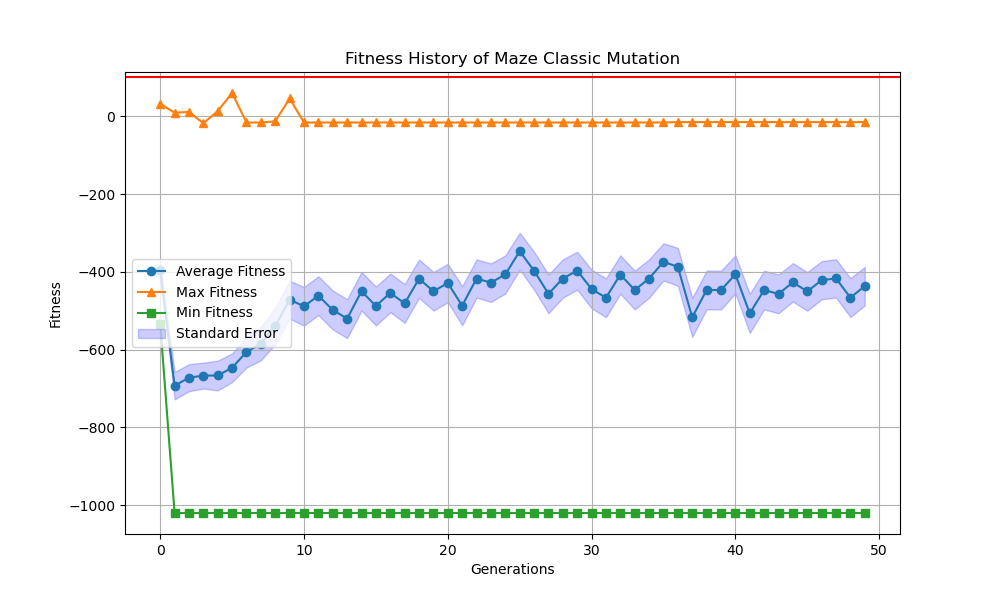 Fitness History of Maze Classic Mutation
Fitness
0
−200
−400
−600
−800
−1000
Average Fitness
Max Fitness
Min Fitness
Standard Error
0 10 20 30 40 50
Generations